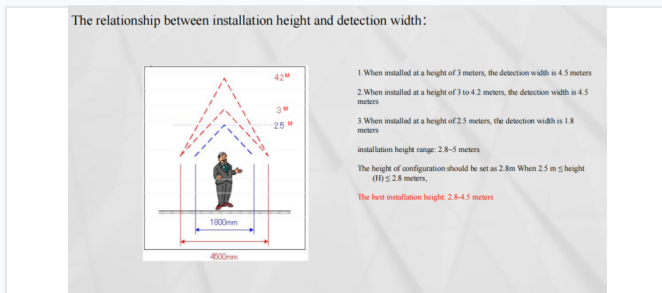 The relationship between installation height and detection width:
4.2M
3 M
2.5 M
1800mm
4500mm
1.When installed at a height of 3 meters, the detection width is 4.5 meters
2.When installed at a height of 3 to 4.2 meters, the detection width is 4.5
meters
3.When installed at a height of 2.5 meters, the detection width is 1.8
meters
installation height range: 2.8~5 meters
The height of configuration should be set as 2.8m When 2.5 m ≤ height
(H) ≤ 2.8 meters,
The best installation height: 2.8-4.5 meters